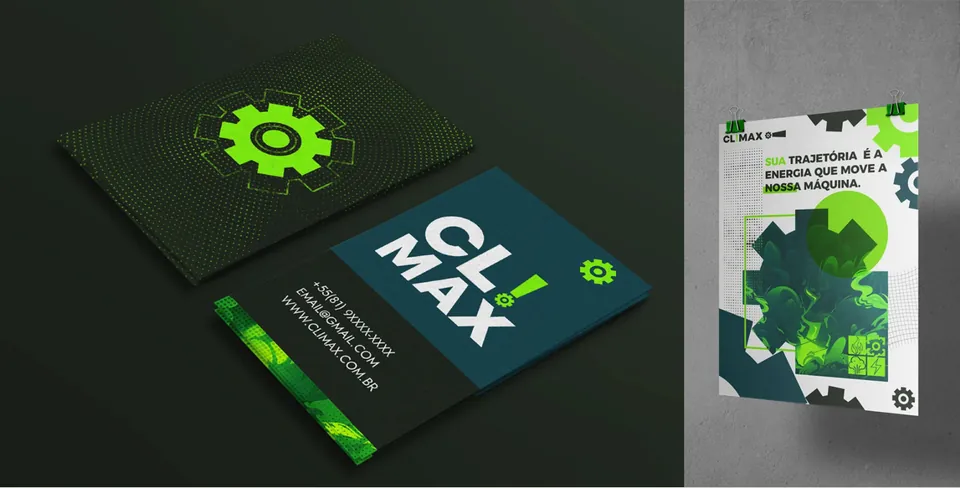 CL!
MAX
+55(81) 9XXXX-XXXX
EMAIL@GMAIL.COM
WWW.CLIMAX.COM.BR
CL!MAX
SUA TRAJETÓRIA É A
ENERGIA QUE MOVE A
NOSSA MÁQUINA.